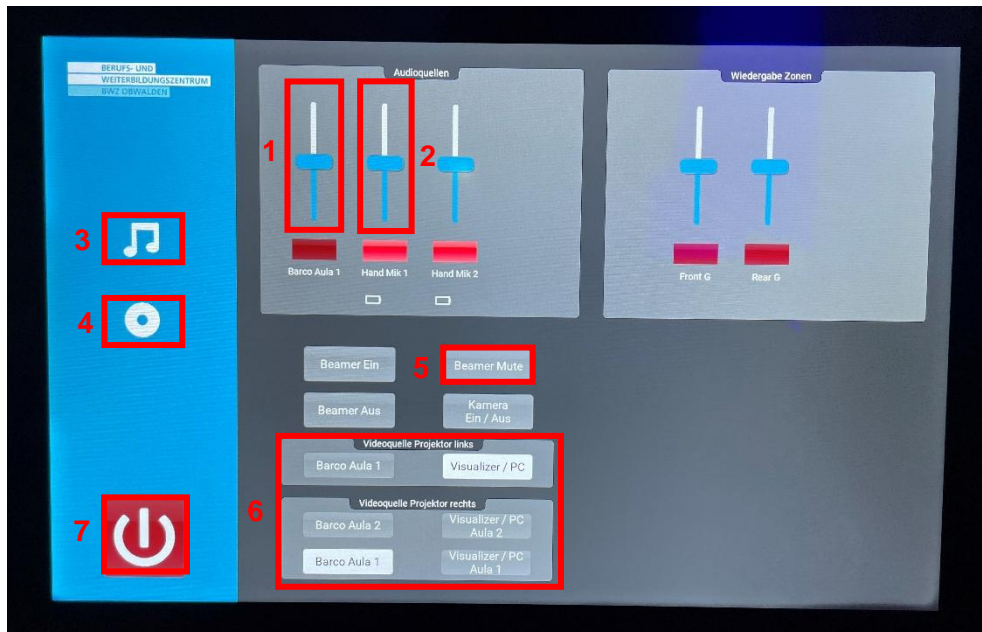 BERUFS- UND
WEITERBILDUNGSZENTRUM
BWZ OBWALDEN
Audioquellen
Wiedergabe Zonen
1
2
3
4
Barco Aula 1
Hand Mik 1
Hand Mik 2
Front G
Rear G
Beamer Ein
5
Beamer Mute
Beamer Aus
Kamera
Ein / Aus
Videoquelle Projektor links
Barco Aula 1
Visualizer / PC
6
Videoquelle Projektor rechts
Barco Aula 2
Visualizer / PC
Aula 2
Barco Aula 1
Visualizer / PC
Aula 1
7